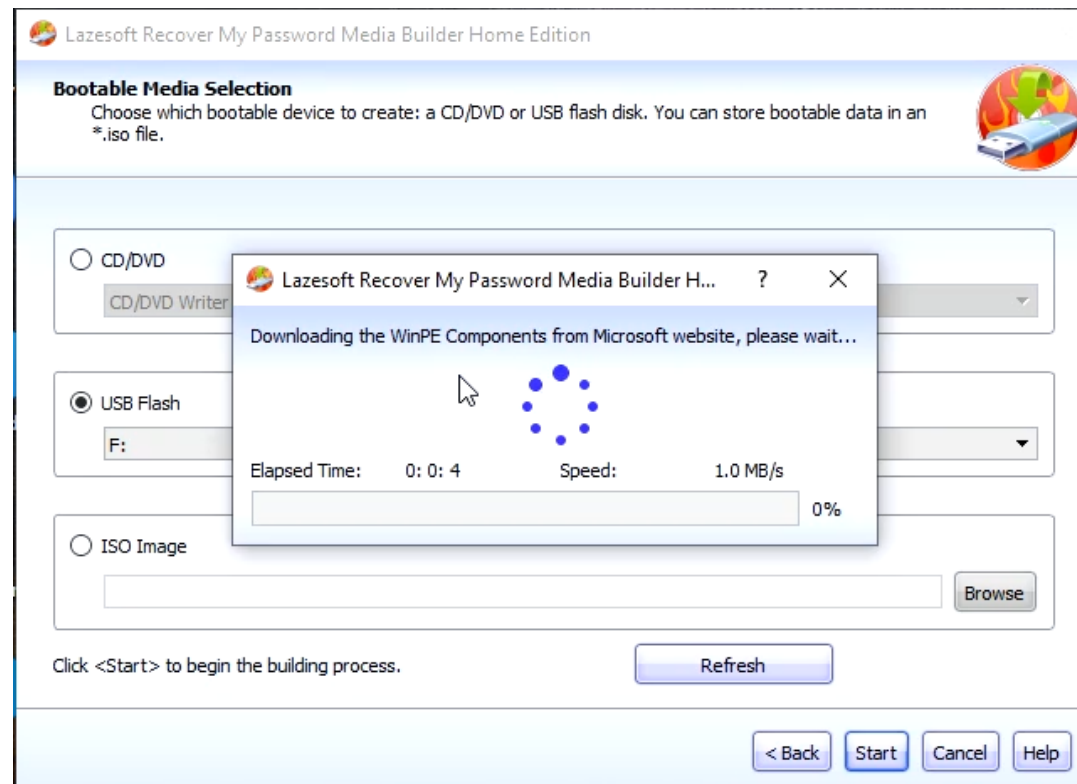 Lazesoft Recover My Password Media Builder Home Edition
Bootable Media Selection
Choose which bootable device to create: a CD/DVD or USB flash disk. You can store bootable data in an
*.iso file.
CD/DVD
CD/DVD Writer
Lazesoft Recover My Password Media Builder H... ?
Downloading the WinPE Components from Microsoft website, please wait...
USB Flash
F:
Elapsed Time: 0: 0: 4 Speed: 1.0 MB/s
0%
ISO Image
Browse
Click <Start> to begin the building process. Refresh
< Back Start Cancel Help